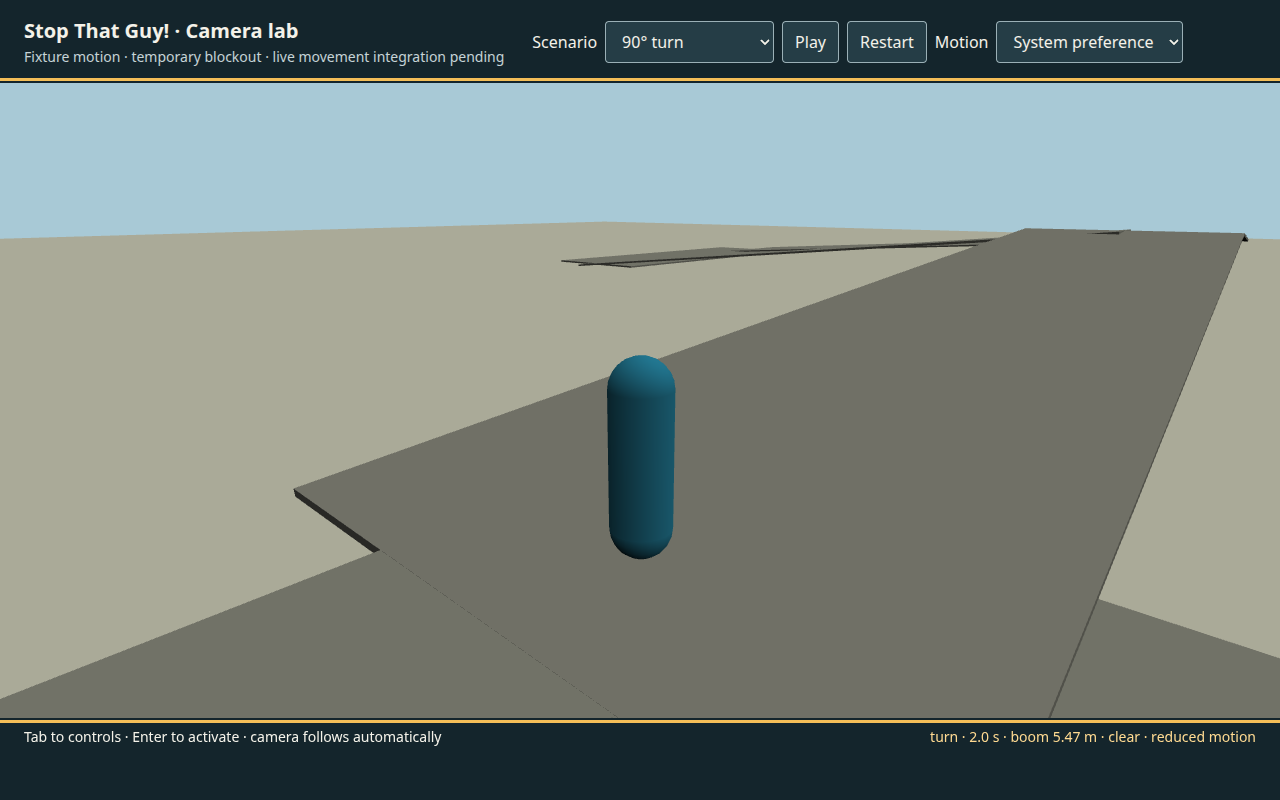 Stop That Guy! · Camera lab
Fixture motion · temporary blockout · live movement integration pending
Scenario 90° turn Play Restart Motion System preference
Tab to controls · Enter to activate · camera follows automatically
turn · 2.0 s · boom 5.47 m · clear · reduced motion